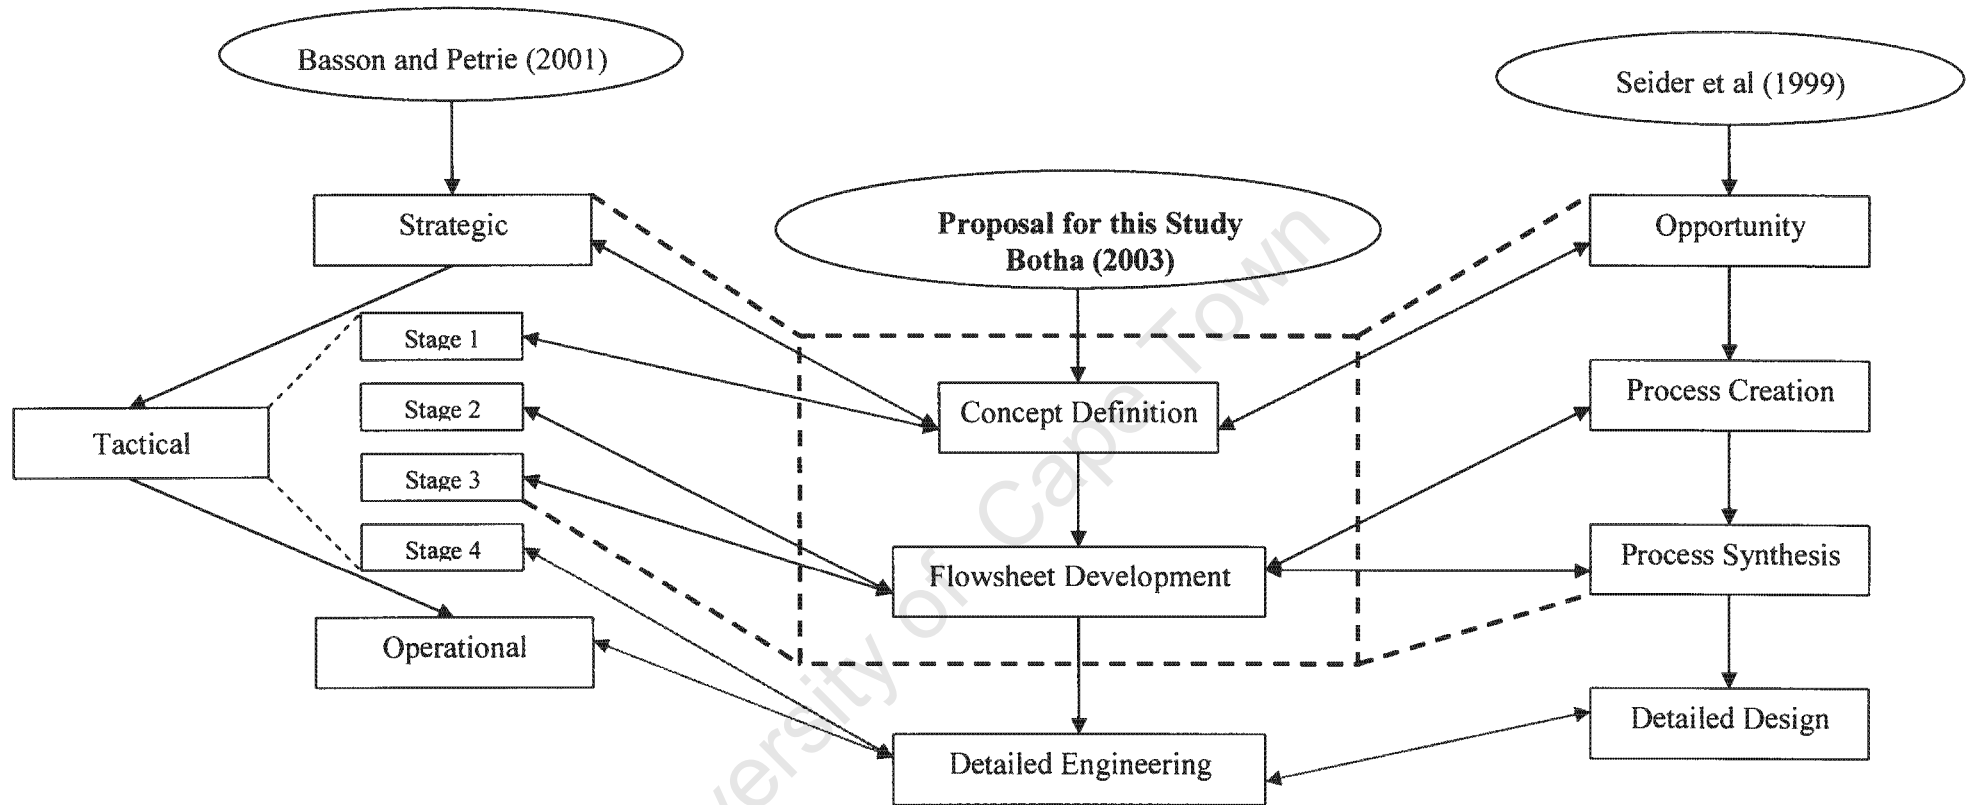 Basson and Petrie (2001)
Strategic
Stage 1
Stage 2
Stage 3
Stage 4
Tactical
Operational
Proposal for this Study
Botha (2003)
Concept Definition
Flowsheet Development
Detailed Engineering
Seider et al (1999)
Opportunity
Process Creation
Process Synthesis
Detailed Design
versity of Cape Town